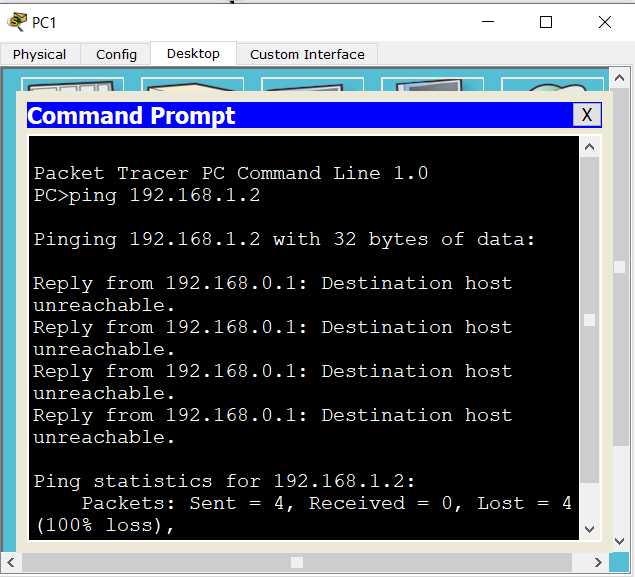 PC1
Physical Config Desktop Custom Interface
Command Prompt X
Packet Tracer PC Command Line 1.0
PC>ping 192.168.1.2
Pinging 192.168.1.2 with 32 bytes of data:
Reply from 192.168.0.1: Destination host
unreachable.
Reply from 192.168.0.1: Destination host
unreachable.
Reply from 192.168.0.1: Destination host
unreachable.
Reply from 192.168.0.1: Destination host
unreachable.
Ping statistics for 192.168.1.2:
Packets: Sent = 4, Received = 0, Lost = 4
(100% loss),